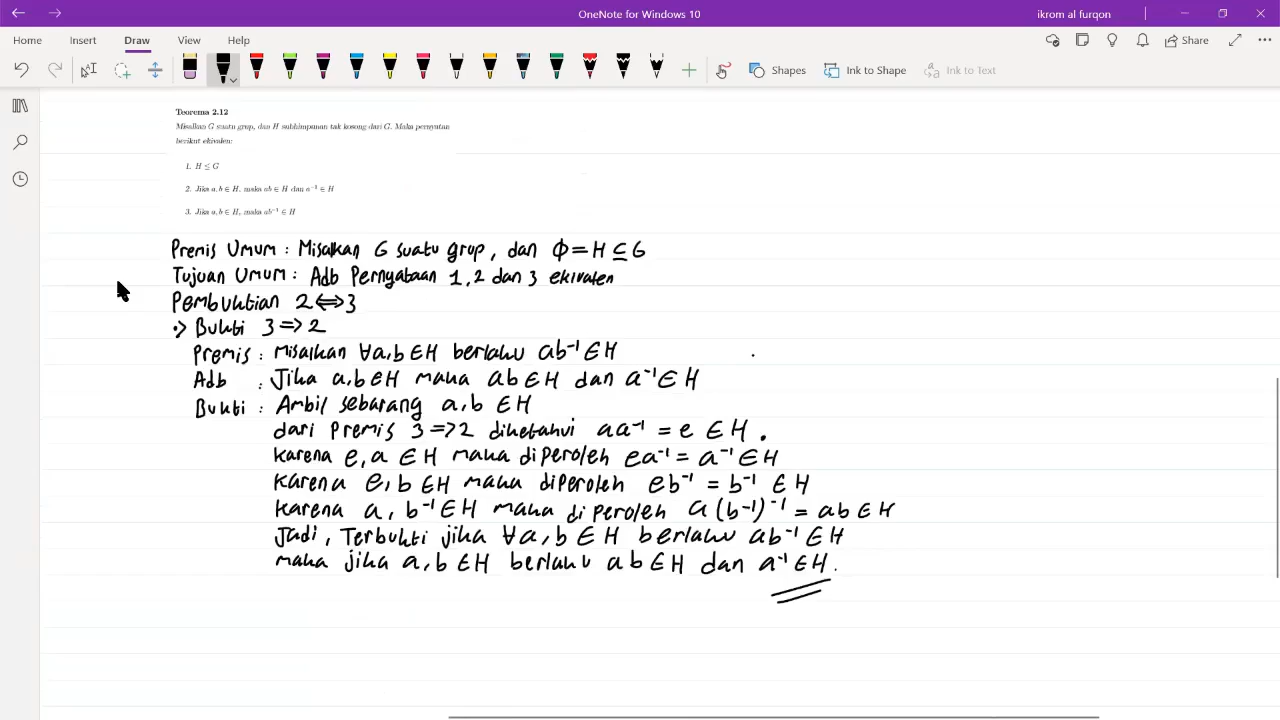 OneNote for Windows 10
ikrom al furqon
Home
Insert
Draw
View
Help
Share
Shapes
Ink to Shape
Ink to Text
Teorema 2.12
Misalkan G suatu grup, dan H subhimpunan tak kosong dari G. Maka pernyatan
berikut ekivalen:
1. H ≤ G
2. Jika a, b ∈ H, maka ab ∈ H dan a⁻¹ ∈ H
3. Jika a, b ∈ H, maka ab⁻¹ ∈ H
Premis Umum : Misalkan G suatu grup, dan Φ = H ⊆ G
Tujuan Umum : Adb Pernyataan 1, 2 dan 3 ekivalen
Pembuktian 2 ⇔ 3
•> Bukti 3 => 2
Premis : Misalkan ∀a, b ∈ H berlaku ab⁻¹ ∈ H
Adb : Jika a, b ∈ H maka ab ∈ H dan a⁻¹ ∈ H
Bukti : Ambil sebarang a, b ∈ H
dari Premis 3 => 2 diketahui aa⁻¹ = e ∈ H .
karena e, a ∈ H maka diperoleh ea⁻¹ = a⁻¹ ∈ H
karena e, b ∈ H maka diperoleh eb⁻¹ = b⁻¹ ∈ H
karena a, b⁻¹ ∈ H maka diperoleh a(b⁻¹)⁻¹ = ab ∈ H
Jadi, Terbukti jika ∀a, b ∈ H berlaku ab⁻¹ ∈ H
maka jika a, b ∈ H berlaku ab ∈ H dan a⁻¹ ∈ H.